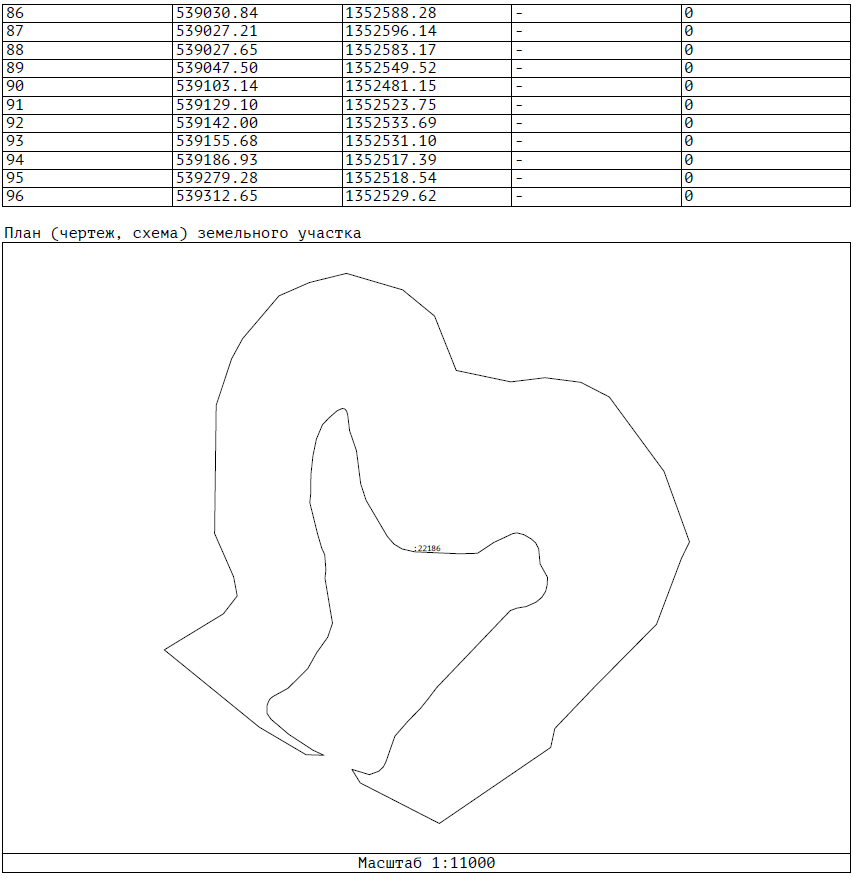 86 539030.84 1352588.28 - 0
87 539027.21 1352596.14 - 0
88 539027.65 1352583.17 - 0
89 539047.50 1352549.52 - 0
90 539103.14 1352481.15 - 0
91 539129.10 1352523.75 - 0
92 539142.00 1352533.69 - 0
93 539155.68 1352531.10 - 0
94 539186.93 1352517.39 - 0
95 539279.28 1352518.54 - 0
96 539312.65 1352529.62 - 0
План (чертеж, схема) земельного участка
:22186
Масштаб 1:11000